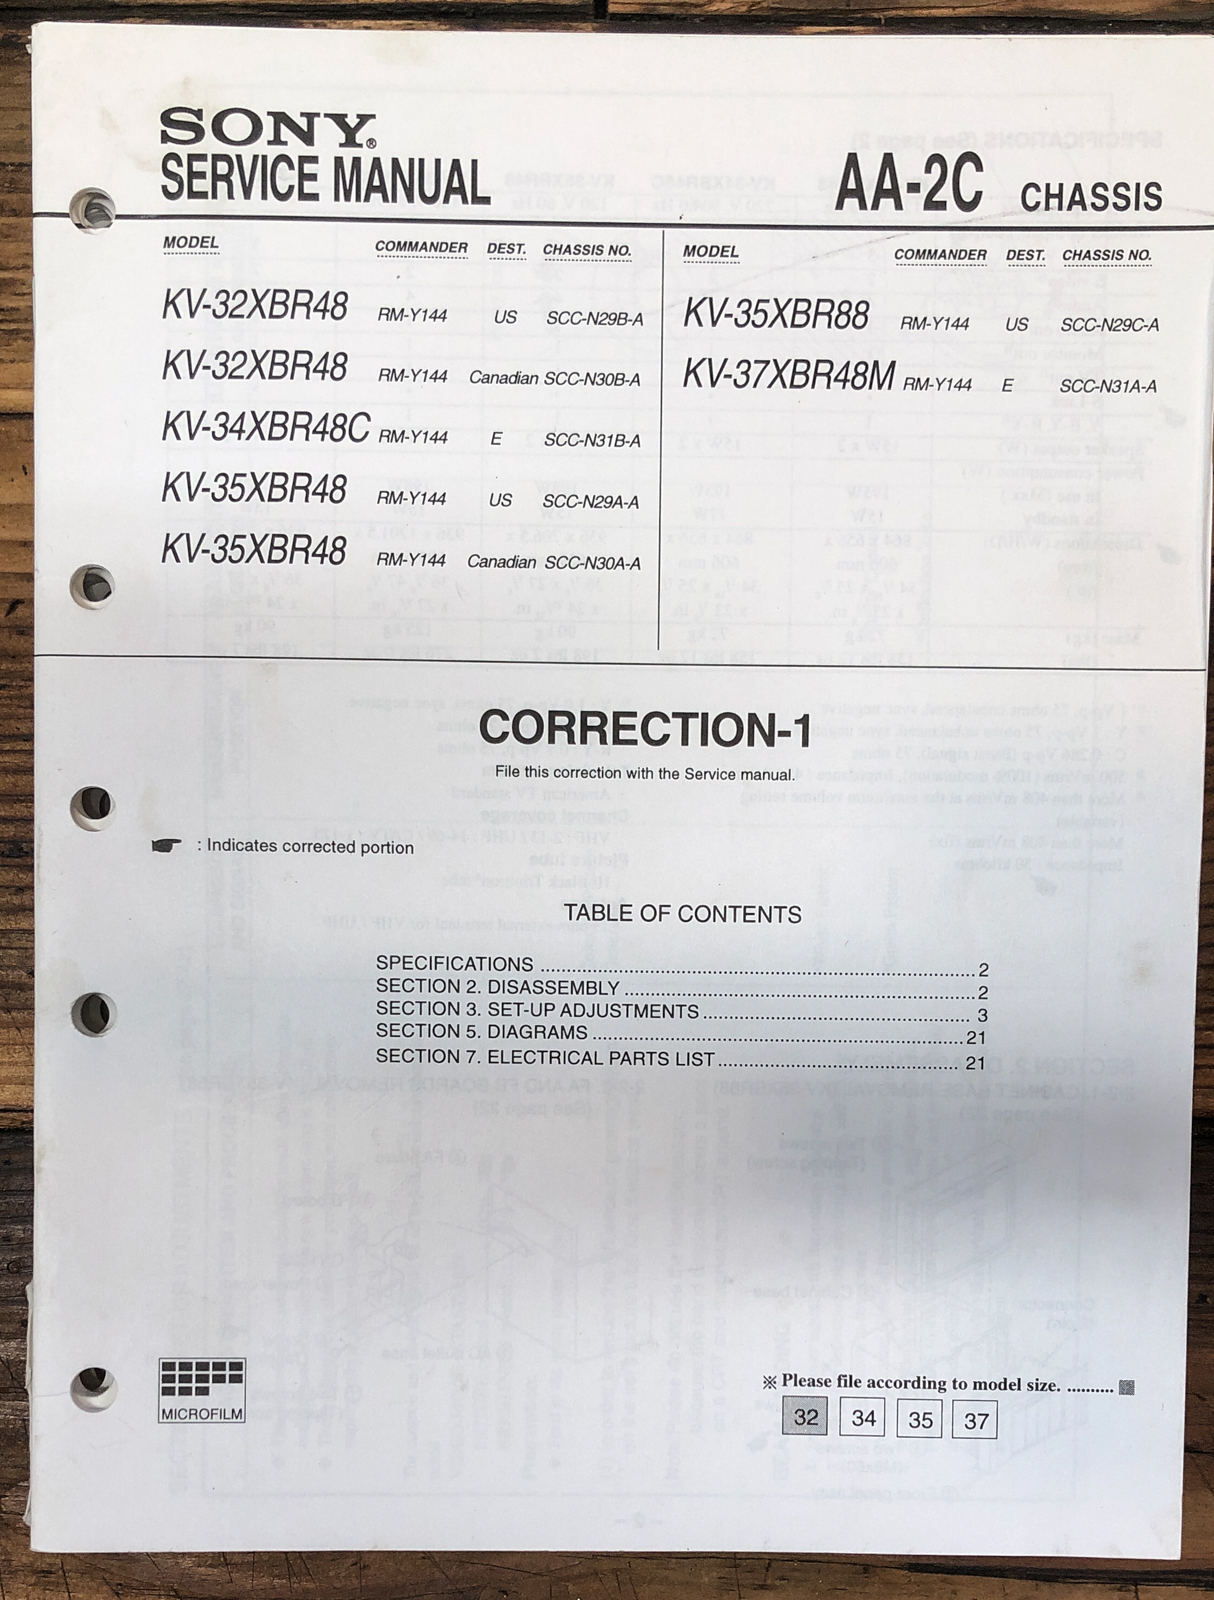 SONY®
SERVICE MANUAL
AA-2C CHASSIS
MODEL COMMANDER DEST. CHASSIS NO.
KV-32XBR48 RM-Y144 US SCC-N29B-A
KV-32XBR48 RM-Y144 Canadian SCC-N30B-A
KV-34XBR48C RM-Y144 E SCC-N31B-A
KV-35XBR48 RM-Y144 US SCC-N29A-A
KV-35XBR48 RM-Y144 Canadian SCC-N30A-A
MODEL COMMANDER DEST. CHASSIS NO.
KV-35XBR88 RM-Y144 US SCC-N29C-A
KV-37XBR48M RM-Y144 E SCC-N31A-A
CORRECTION-1
File this correction with the Service manual.
: Indicates corrected portion
TABLE OF CONTENTS
SPECIFICATIONS ........ 2
SECTION 2. DISASSEMBLY ........ 2
SECTION 3. SET-UP ADJUSTMENTS ........ 3
SECTION 5. DIAGRAMS ........ 21
SECTION 7. ELECTRICAL PARTS LIST ........ 21
MICROFILM
※ Please file according to model size. ..........
32 34 35 37